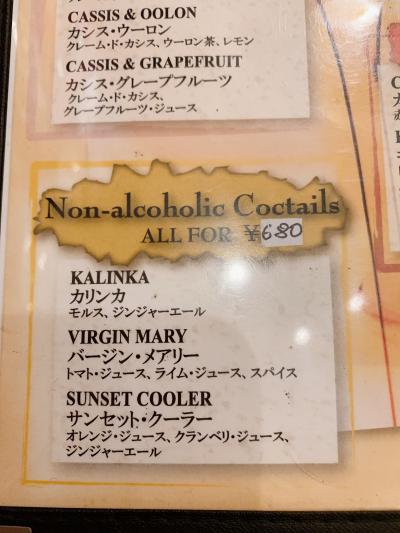 CASSIS & OOLON
カシス・ウーロン
クレーム・ド・カシス、ウーロン茶、レモン
CASSIS & GRAPEFRUIT
カシス・グレープフルーツ
クレーム・ド・カシス、
グレープフルーツ・ジュース
Non-alcoholic Coctails
ALL FOR ¥680
KALINKA
カリンカ
モルス、ジンジャーエール
VIRGIN MARY
バージン・メアリー
トマト・ジュース、ライム・ジュース、スパイス
SUNSET COOLER
サンセット・クーラー
オレンジ・ジュース、クランベリ・ジュース、
ジンジャーエール